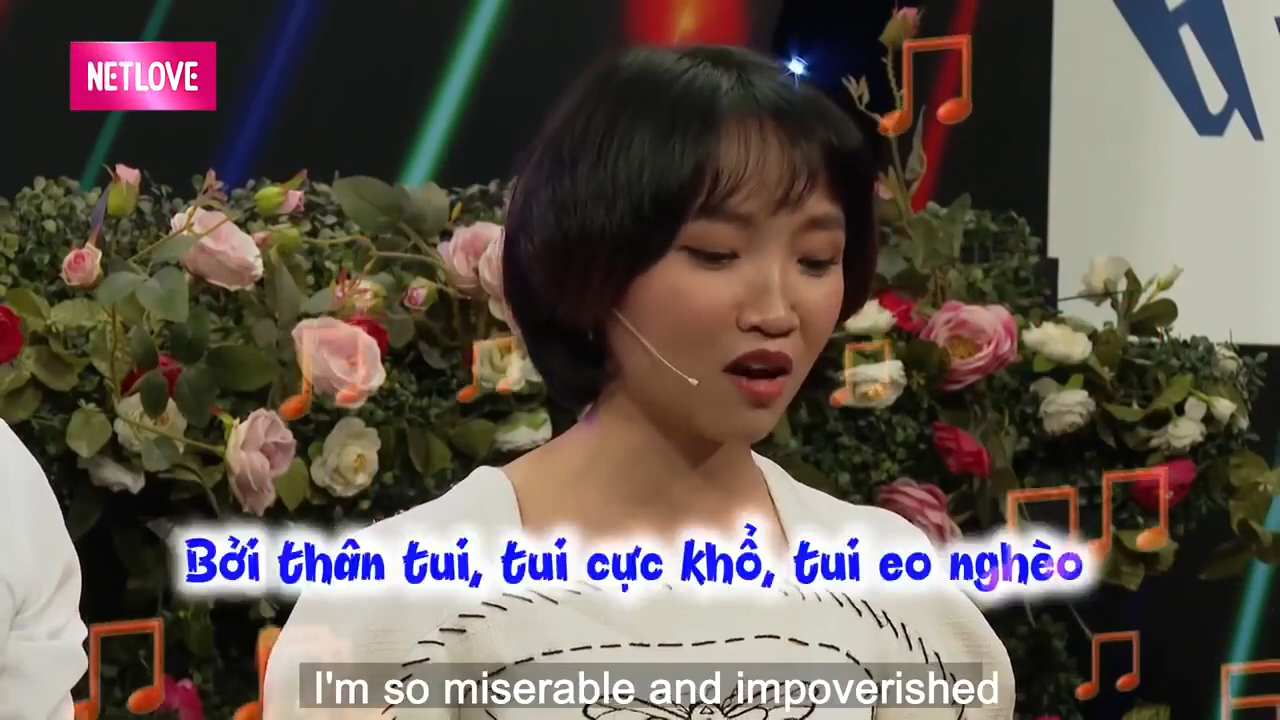 NETLOVE
Bởi thân tui, tui cực khổ, tui eo nghèo
I'm so miserable and impoverished